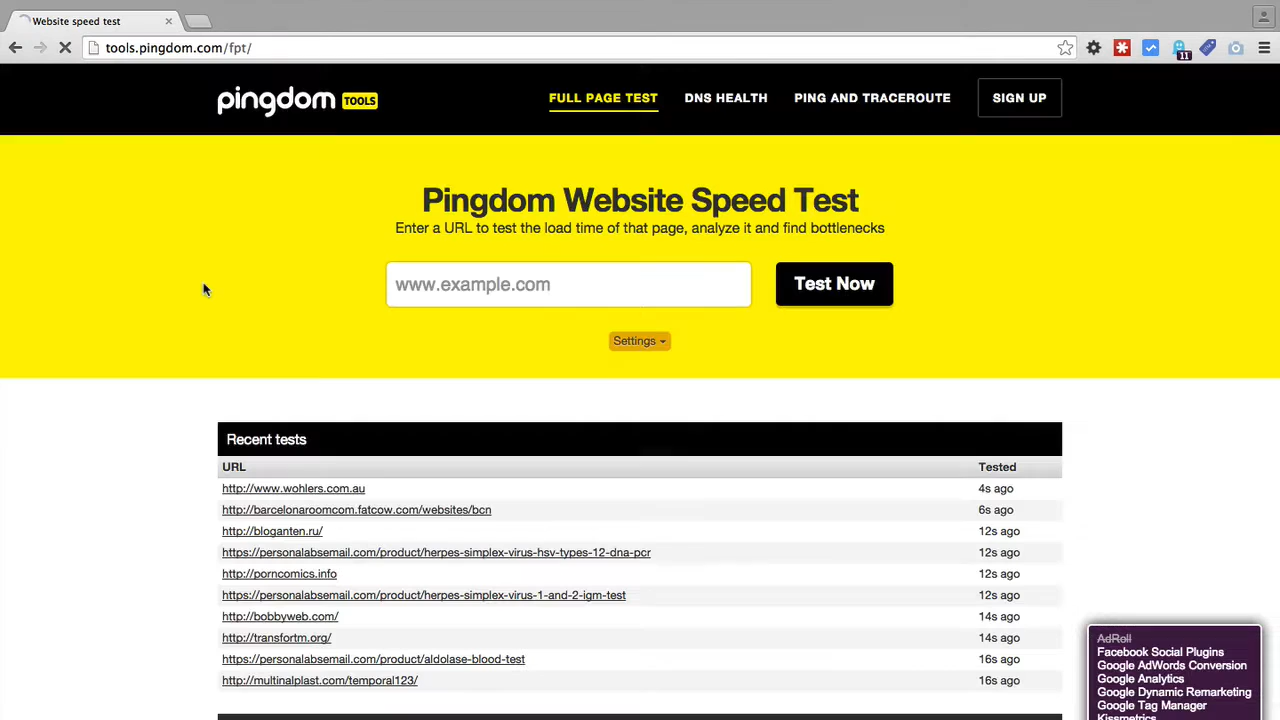 Website speed test
tools.pingdom.com/fpt/
11
pingdom TOOLS
FULL PAGE TEST
DNS HEALTH
PING AND TRACEROUTE
SIGN UP
Pingdom Website Speed Test
Enter a URL to test the load time of that page, analyze it and find bottlenecks
www.example.com
Test Now
Settings
Recent tests
URL Tested
http://www.wohlers.com.au 4s ago
http://barcelonaroomcom.fatcow.com/websites/bcn 6s ago
http://bloganten.ru/ 12s ago
https://personalabsemail.com/product/herpes-simplex-virus-hsv-types-12-dna-pcr 12s ago
http://porncomics.info 12s ago
https://personalabsemail.com/product/herpes-simplex-virus-1-and-2-igm-test 12s ago
http://bobbyweb.com/ 14s ago
http://transfortm.org/ 14s ago
https://personalabsemail.com/product/aldolase-blood-test 16s ago
http://multinalplast.com/temporal123/ 16s ago
AdRoll
Facebook Social Plugins
Google AdWords Conversion
Google Analytics
Google Dynamic Remarketing
Google Tag Manager
Kissmetrics